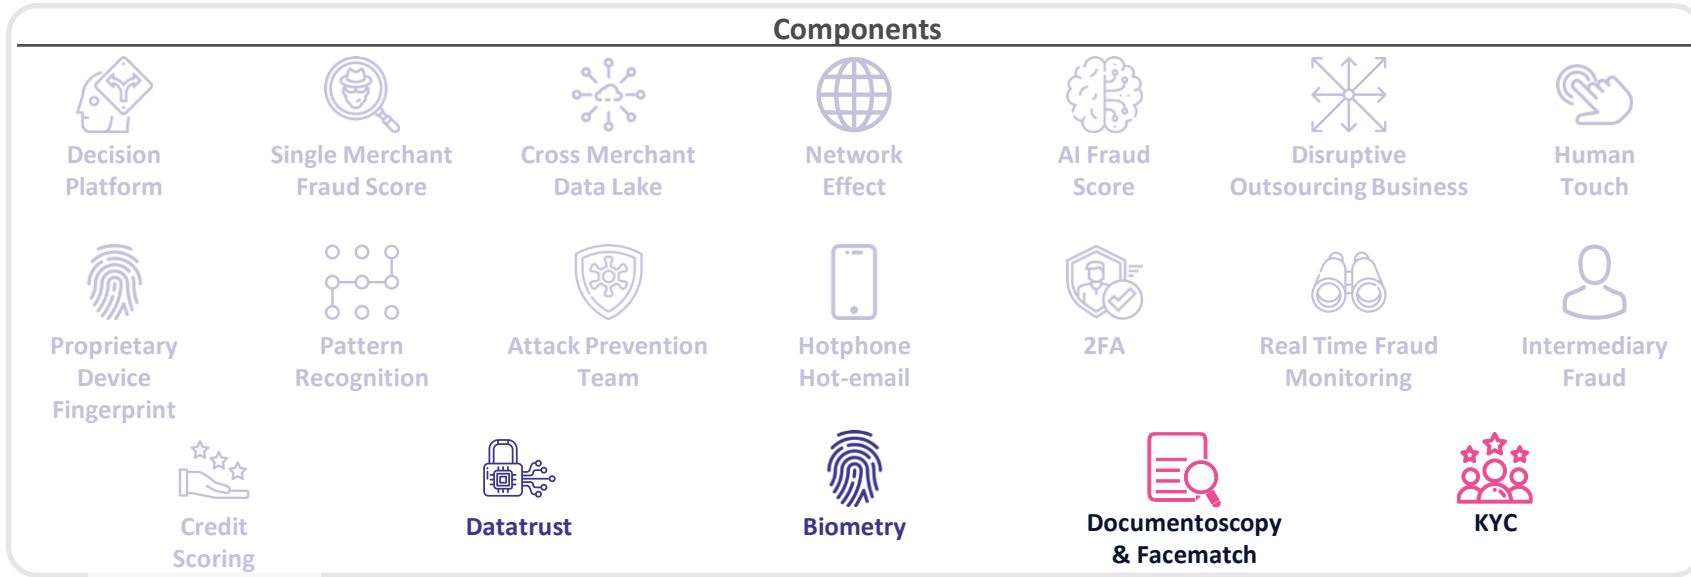 Components
Decision
Platform
Single Merchant
Fraud Score
Cross Merchant
Data Lake
Network
Effect
AI Fraud
Score
Disruptive
Outsourcing Business
Human
Touch
Proprietary
Device
Fingerprint
Pattern
Recognition
Attack Prevention
Team
Hotphone
Hot-email
2FA
Real Time Fraud
Monitoring
Intermediary
Fraud
Credit
Scoring
Datatrust
Biometry
Documentoscopy
& Facematch
KYC